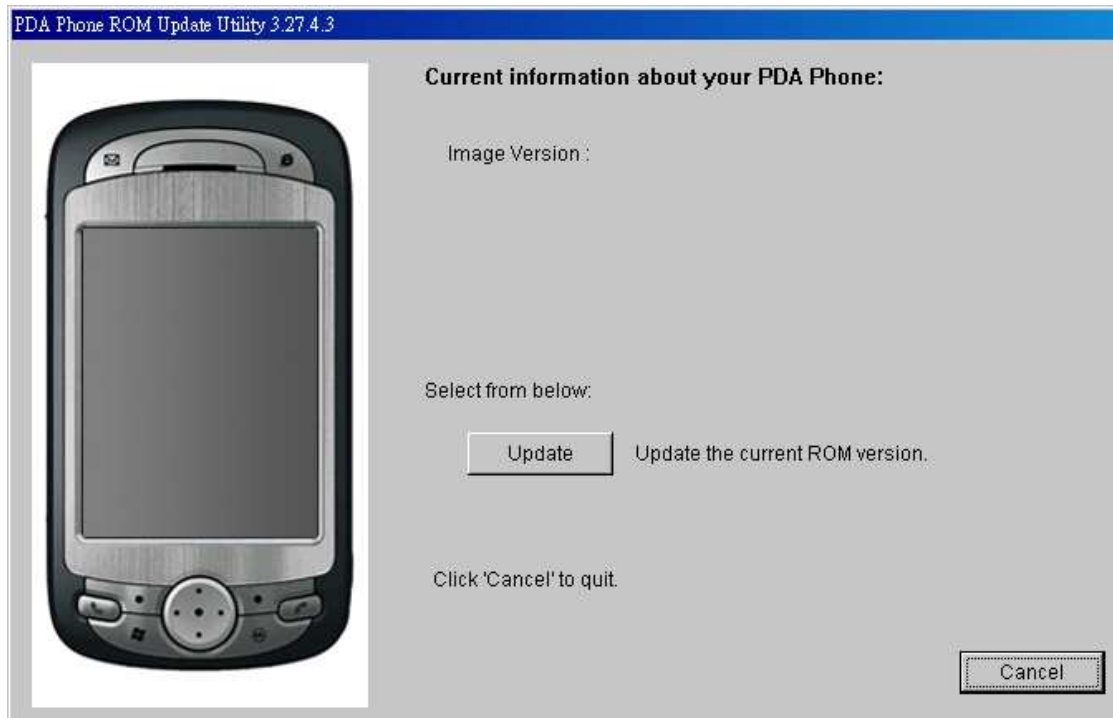 PDA Phone ROM Update Utility 3.27.4.3
Current information about your PDA Phone:
Image Version :
Select from below:
Update Update the current ROM version.
Click 'Cancel' to quit.
Cancel